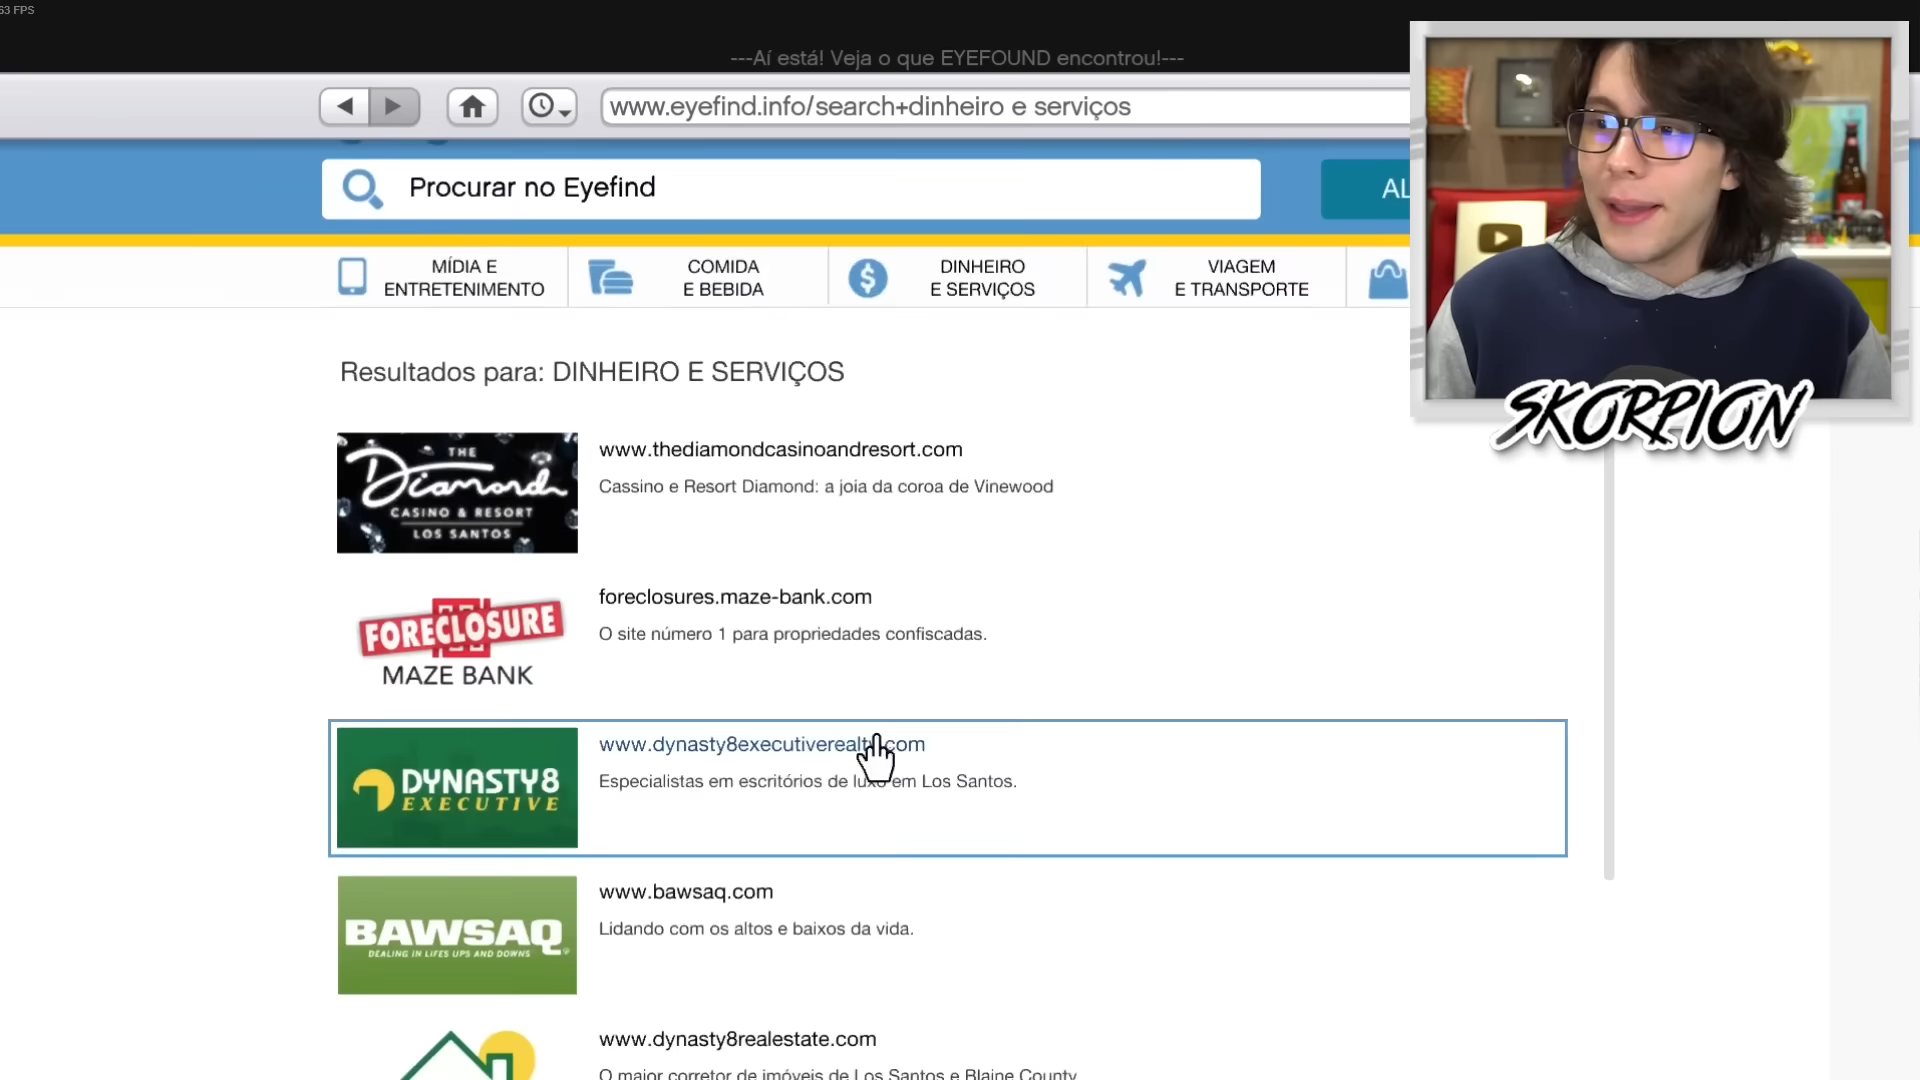 63 FPS
---Aí está! Veja o que EYEFOUND encontrou!---
www.eyefind.info/search+dinheiro e serviços
Procurar no Eyefind
AL
MÍDIA E
ENTRETENIMENTO
COMIDA
E BEBIDA
DINHEIRO
E SERVIÇOS
VIAGEM
E TRANSPORTE
SKORPION
Resultados para: DINHEIRO E SERVIÇOS
THE
Diamond
CASINO & RESORT
LOS SANTOS
www.thediamondcasinoandresort.com
Cassino e Resort Diamond: a joia da coroa de Vinewood
FORECLOSURE
MAZE BANK
foreclosures.maze-bank.com
O site número 1 para propriedades confiscadas.
DYNASTY8
EXECUTIVE
www.dynasty8executiverealty.com
Especialistas em escritórios de luxo em Los Santos.
BAWSAQ
DEALING IN LIFES UPS AND DOWNS
www.bawsaq.com
Lidando com os altos e baixos da vida.
www.dynasty8realestate.com
O maior corretor de imóveis de Los Santos e Blaine County